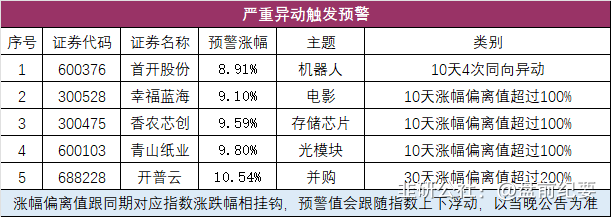 严重异动触发预警
序号 证券代码 证券名称 预警涨幅 主题 类别
1 600376 首开股份 8.91% 机器人 10天4次同向异动
2 300528 幸福蓝海 9.10% 电影 10天涨幅偏离值超过100%
3 300475 香农芯创 9.59% 存储芯片 10天涨幅偏离值超过100%
4 600103 青山纸业 9.80% 光模块 10天涨幅偏离值超过100%
5 688228 开普云 10.54% 并购 30天涨幅偏离值超过200%
涨幅偏离值跟同期对应指数涨跌幅相挂钩，预警值会跟随指数上下浮动，以当晚公告为准